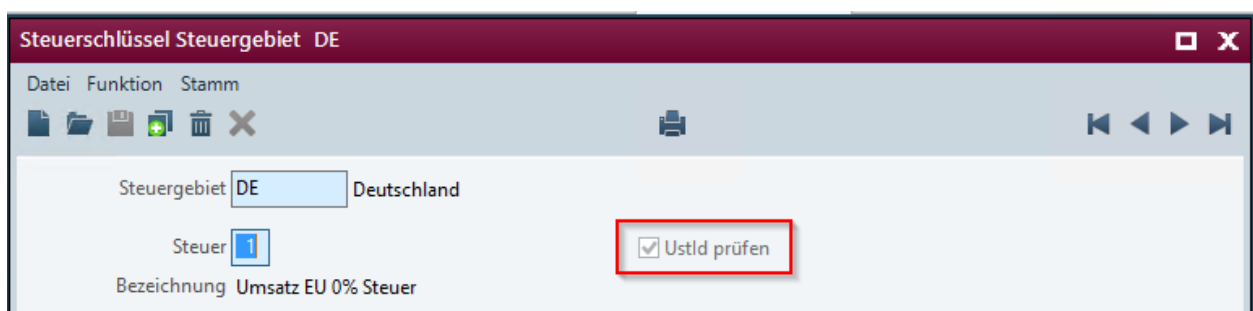 Steuerschlüssel Steuergebiet DE
Datei Funktion Stamm
Steuergebiet DE Deutschland
Steuer 1 UstId prüfen
Bezeichnung Umsatz EU 0% Steuer